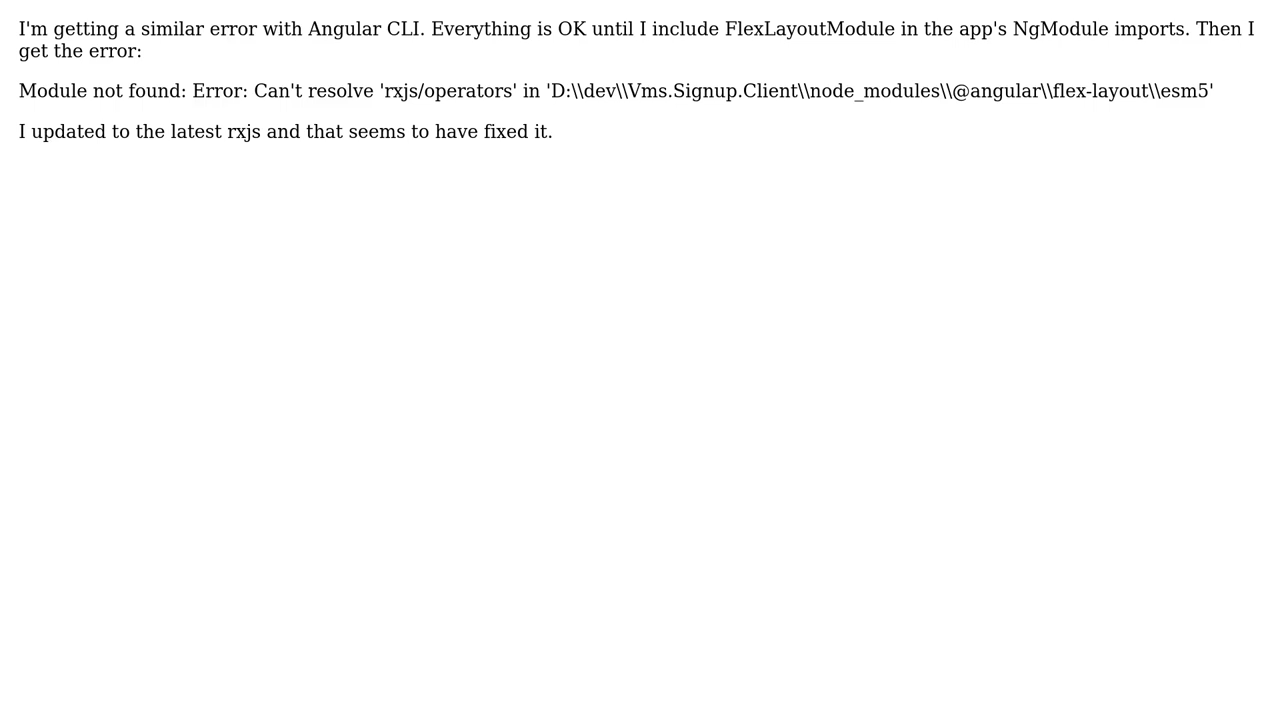 I'm getting a similar error with Angular CLI. Everything is OK until I include FlexLayoutModule in the app's NgModule imports. Then I
get the error:
Module not found: Error: Can't resolve 'rxjs/operators' in 'D:\\dev\\Vms.Signup.Client\\node_modules\\@angular\\flex-layout\\esm5'
I updated to the latest rxjs and that seems to have fixed it.